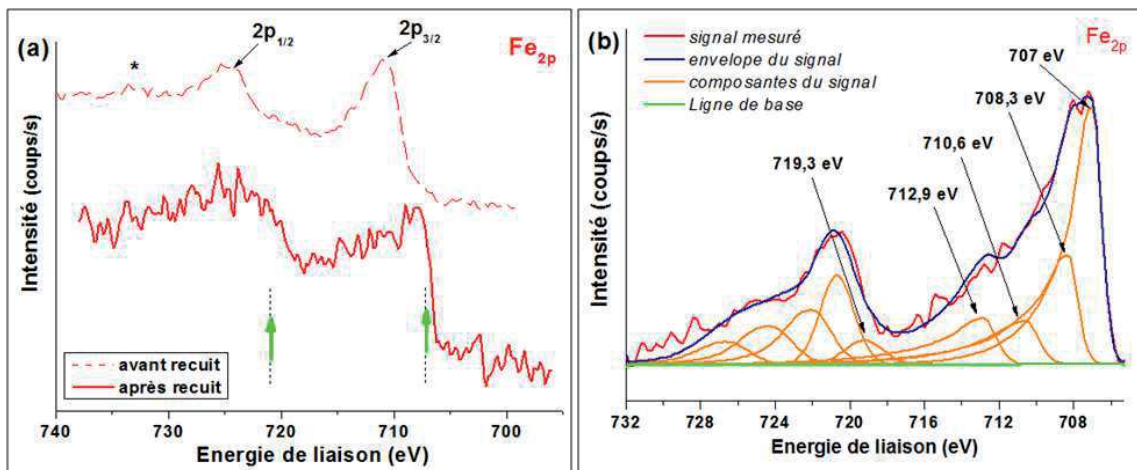 (a)
2p1/2
2p3/2
Fe2p
*
Intensité (coups/s)
avant recuit
après recuit
740 730 720 710 700
Energie de liaison (eV)
(b)
signal mesuré
envelope du signal
composantes du signal
Ligne de base
Fe2p
707 eV
708,3 eV
710,6 eV
719,3 eV
712,9 eV
Intensité (coups/s)
732 728 724 720 716 712 708
Energie de liaison (eV)